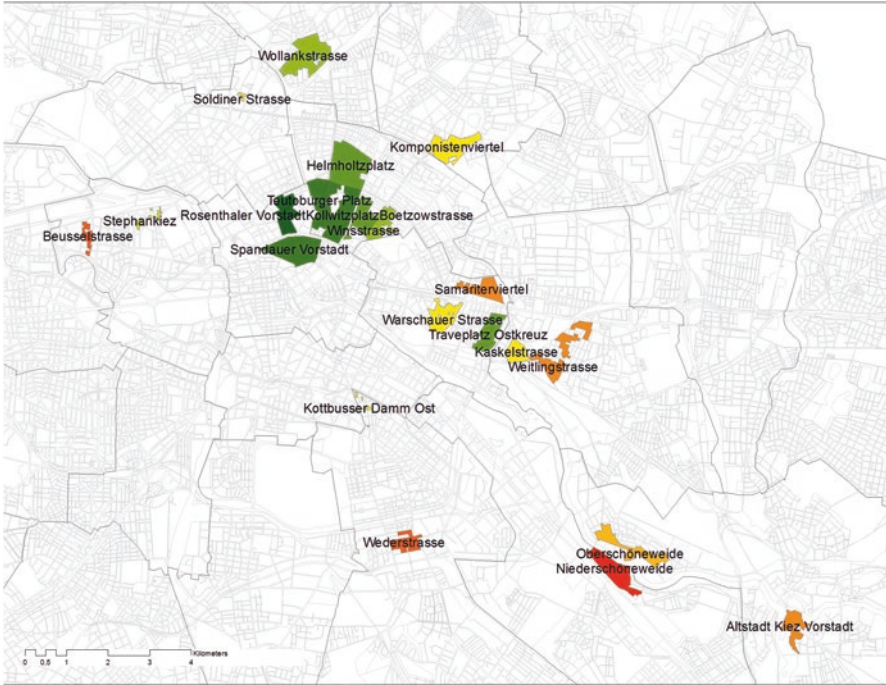 Wollankstrasse
Soldiner Strasse
Komponistenviertel
Helmholtzplatz
Teutoburger Platz
Rosenthaler Vorstadt Kollwitzplatz Boetzowstrasse
Stephankiez
Winsstrasse
Beusselstrasse
Spandauer Vorstadt
Samariterviertel
Warschauer Strasse
Traveplatz Ostkreuz
Kaskelstrasse
Weitlingstrasse
Kottbusser Damm Ost
Wederstrasse
Oberschöneweide
Niederschöneweide
Altstadt Kiez Vorstadt
Kilometers
0 0,5 1 2 3 4